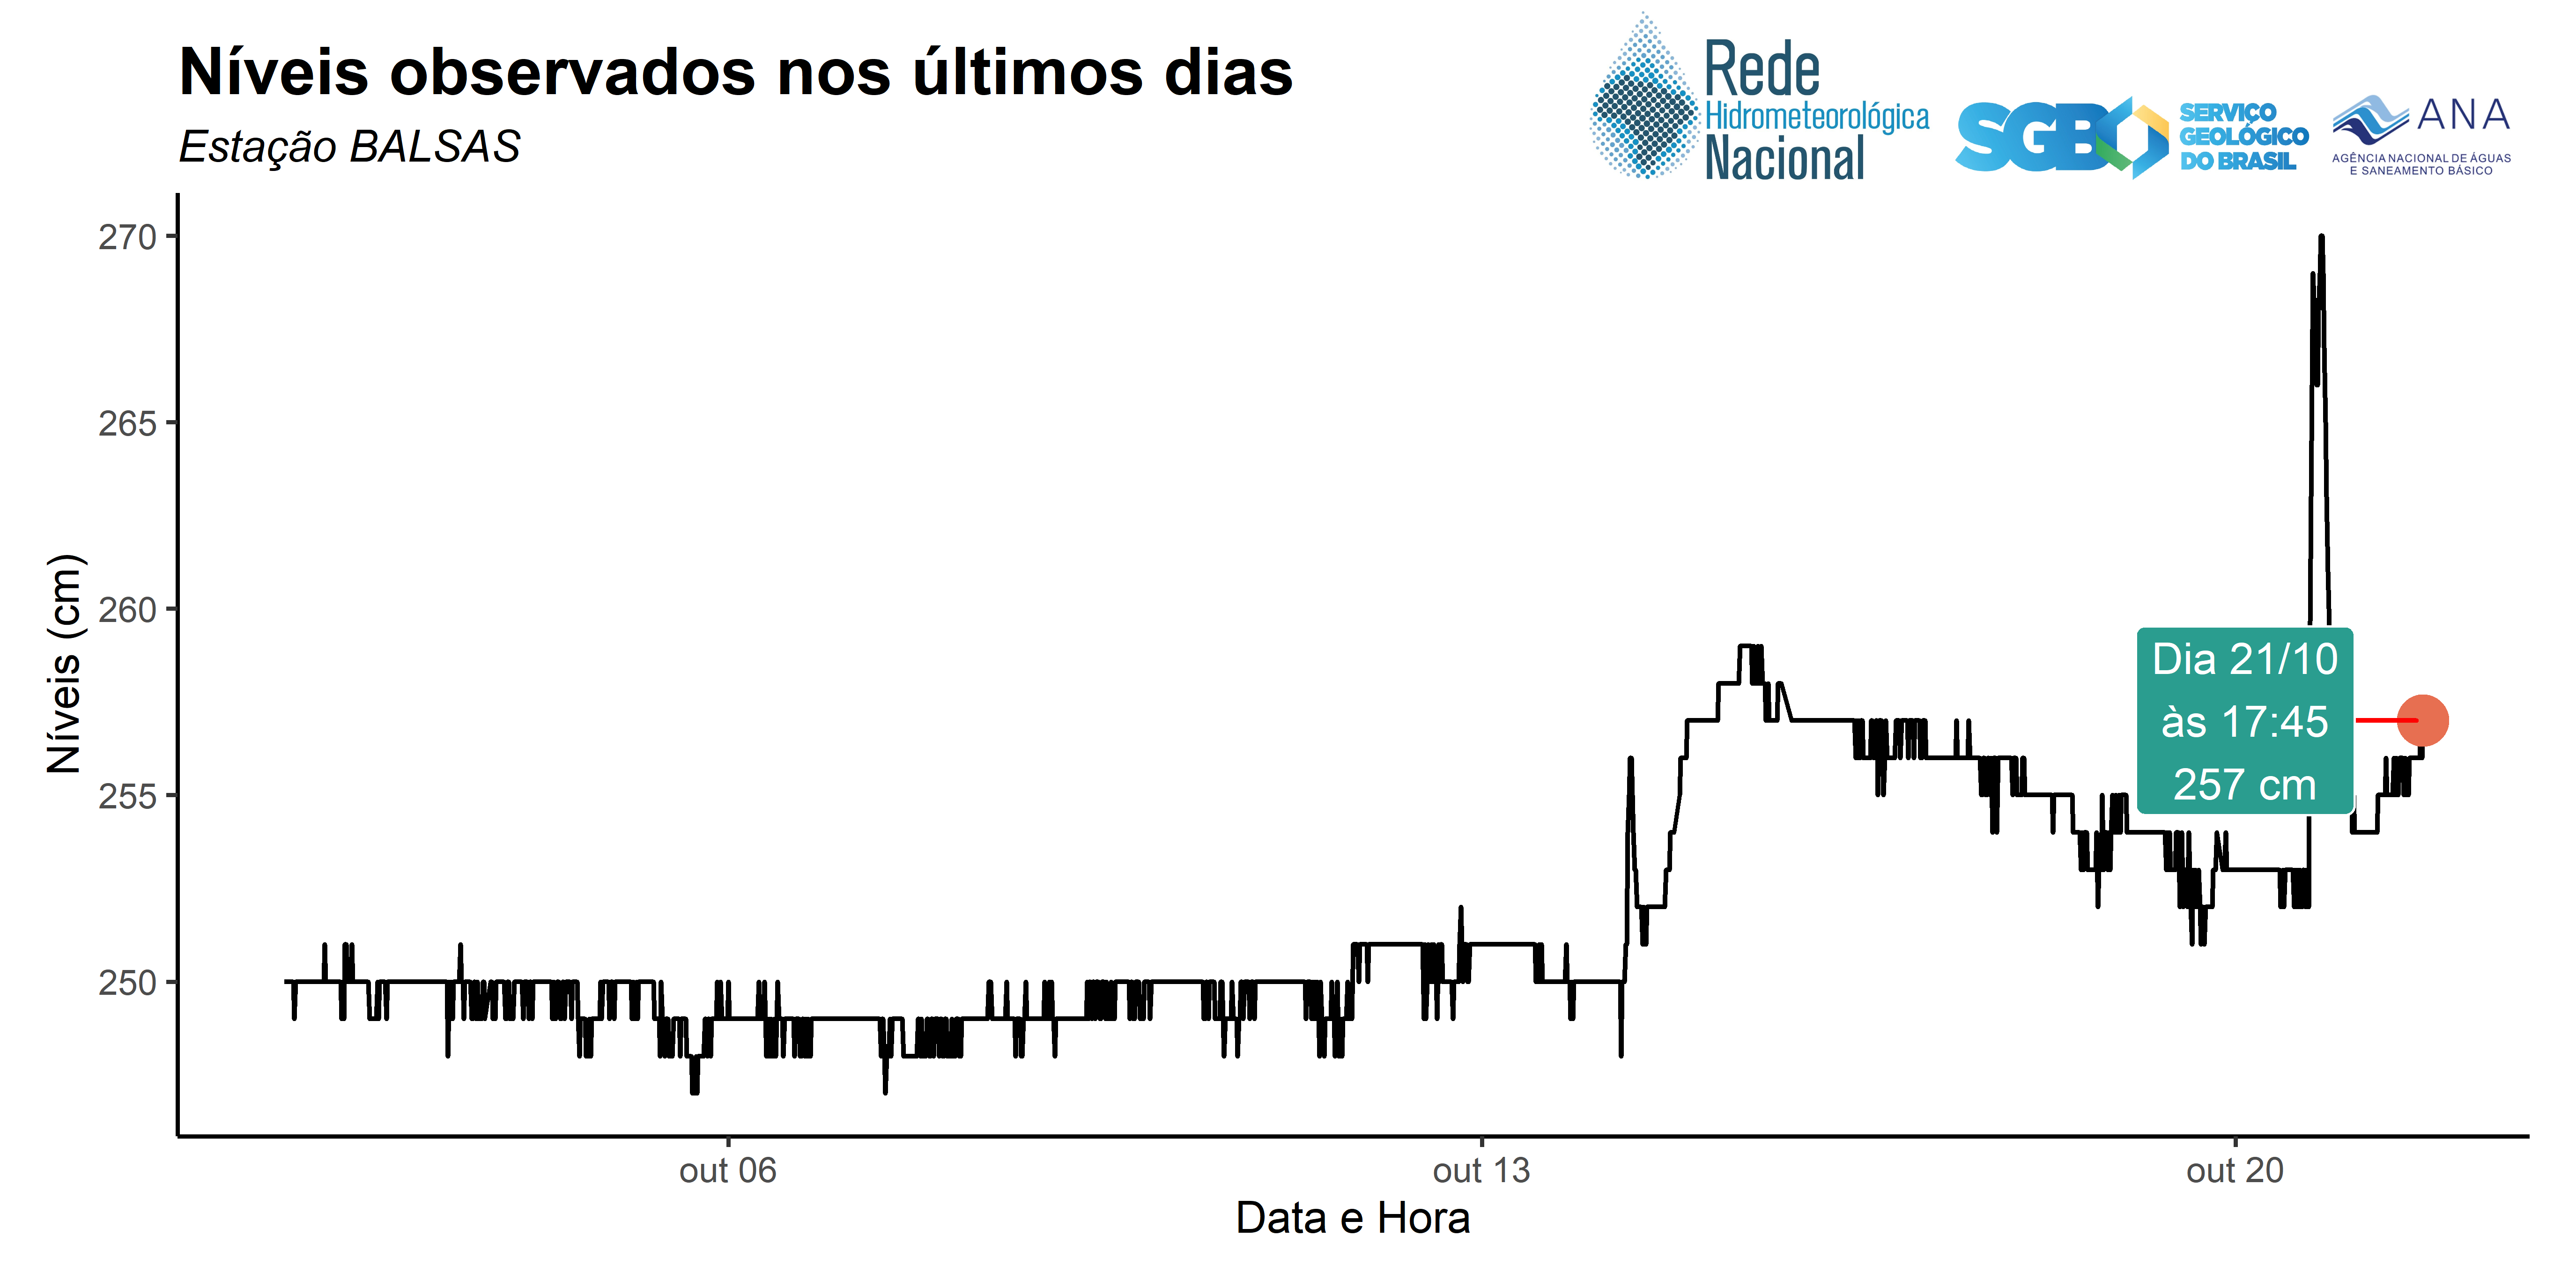 Níveis observados nos últimos dias
Estação BALSAS
Rede
Hidrometeorológica
Nacional
SGB
SERVIÇO
GEOLÓGICO
DO BRASIL
ANA
AGÊNCIA NACIONAL DE ÁGUAS
E SANEAMENTO BÁSICO
Níveis (cm)
270
265
260
255
250
Dia 21/10
às 17:45
257 cm
out 06
out 13
out 20
Data e Hora